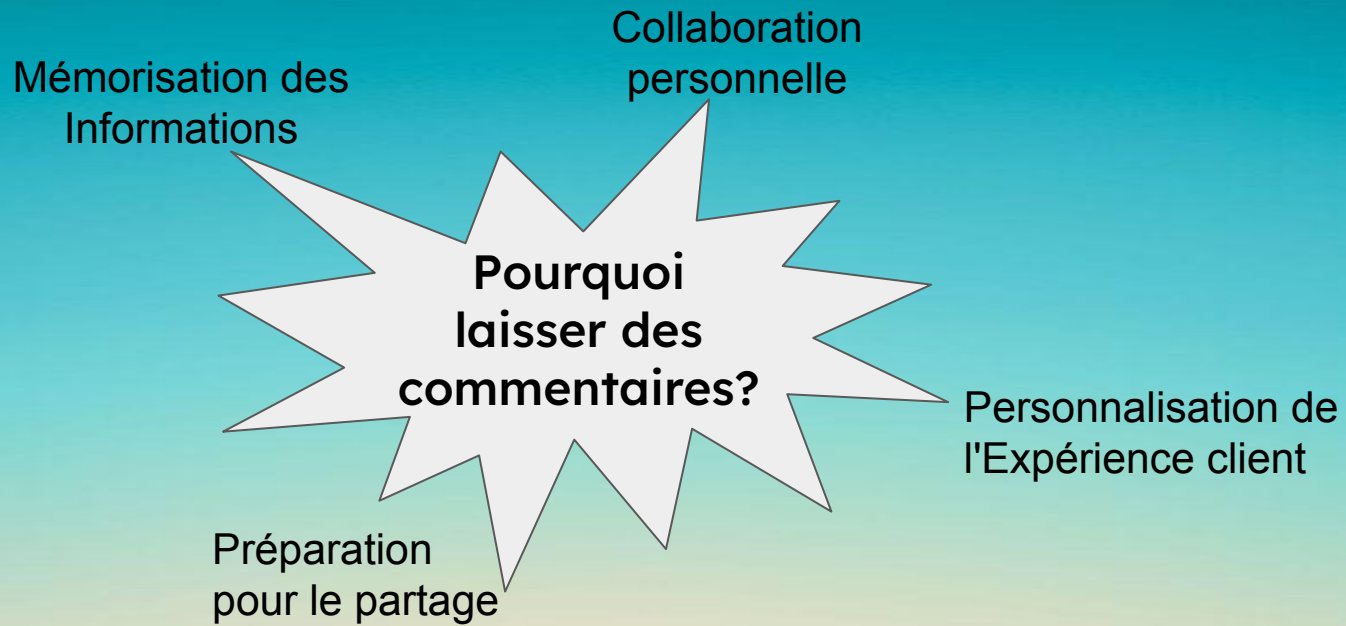 Collaboration
personnelle
Mémorisation des
Informations
Pourquoi
laisser des
commentaires?
Personnalisation de
l'Expérience client
Préparation
pour le partage